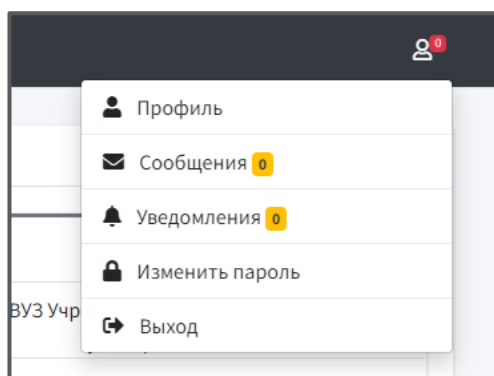 0
Профиль
Сообщения 0
Уведомления 0
Изменить пароль
ВУЗ Учр
Выход